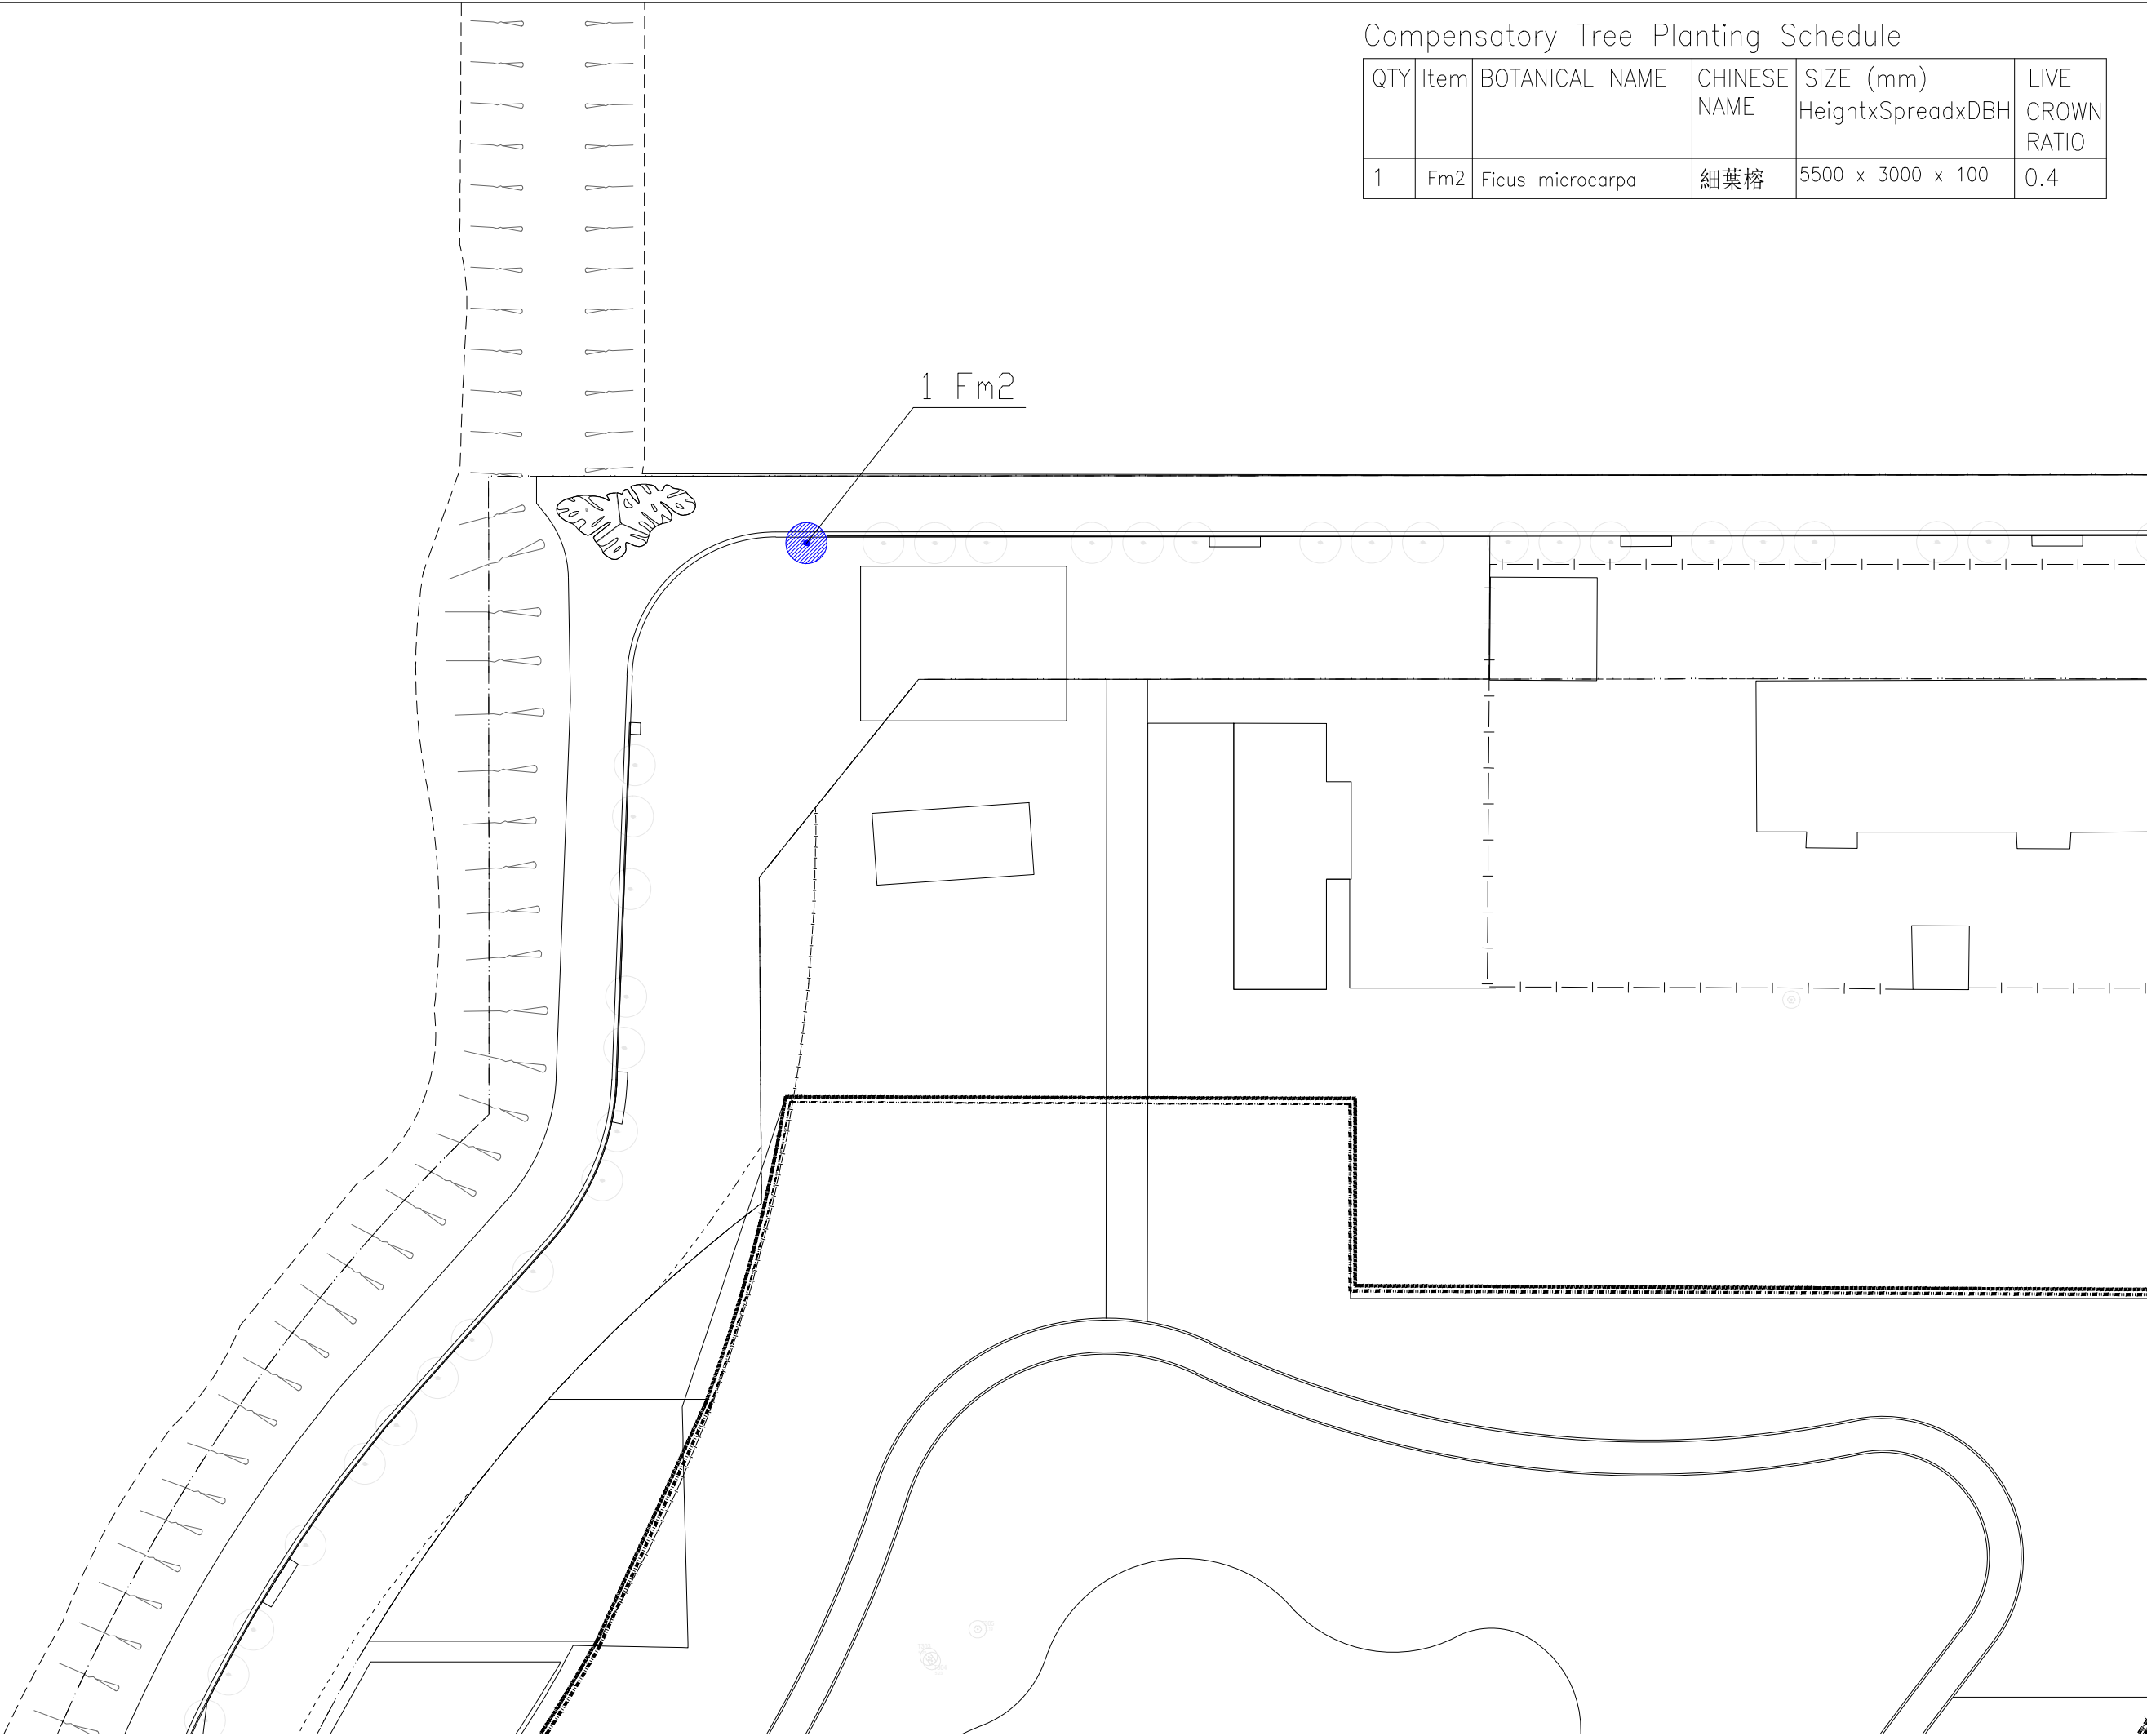 Compensatory Tree Planting Schedule
QTY Item BOTANICAL NAME CHINESE NAME SIZE (mm) HeightxSpreadxDBH LIVE CROWN RATIO
1 Fm2 Ficus microcarpa 細葉榕 5500 x 3000 x 100 0.4
1 Fm2